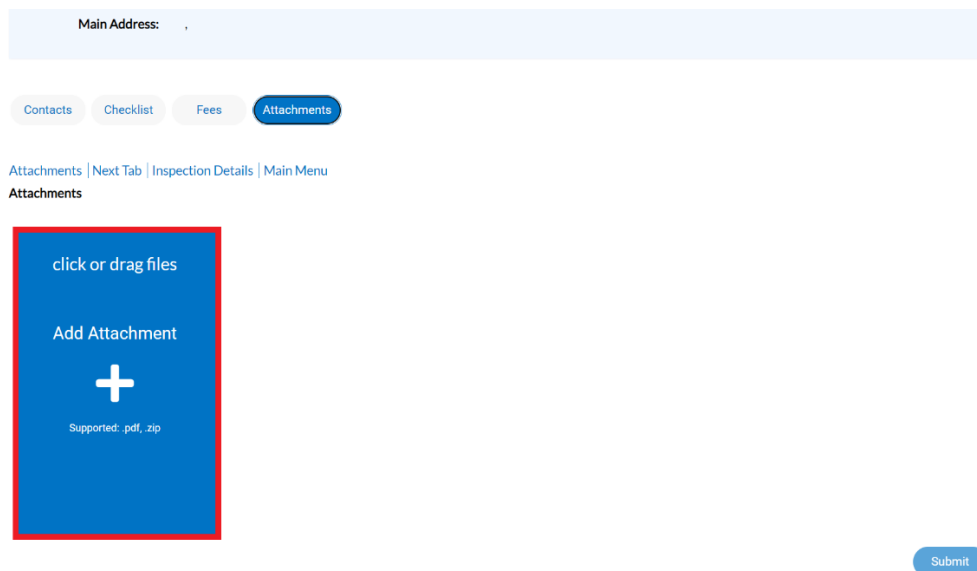 Main Address: ,
Contacts Checklist Fees Attachments
Attachments | Next Tab | Inspection Details | Main Menu
Attachments
click or drag files
Add Attachment
Supported: .pdf, .zip
Submit